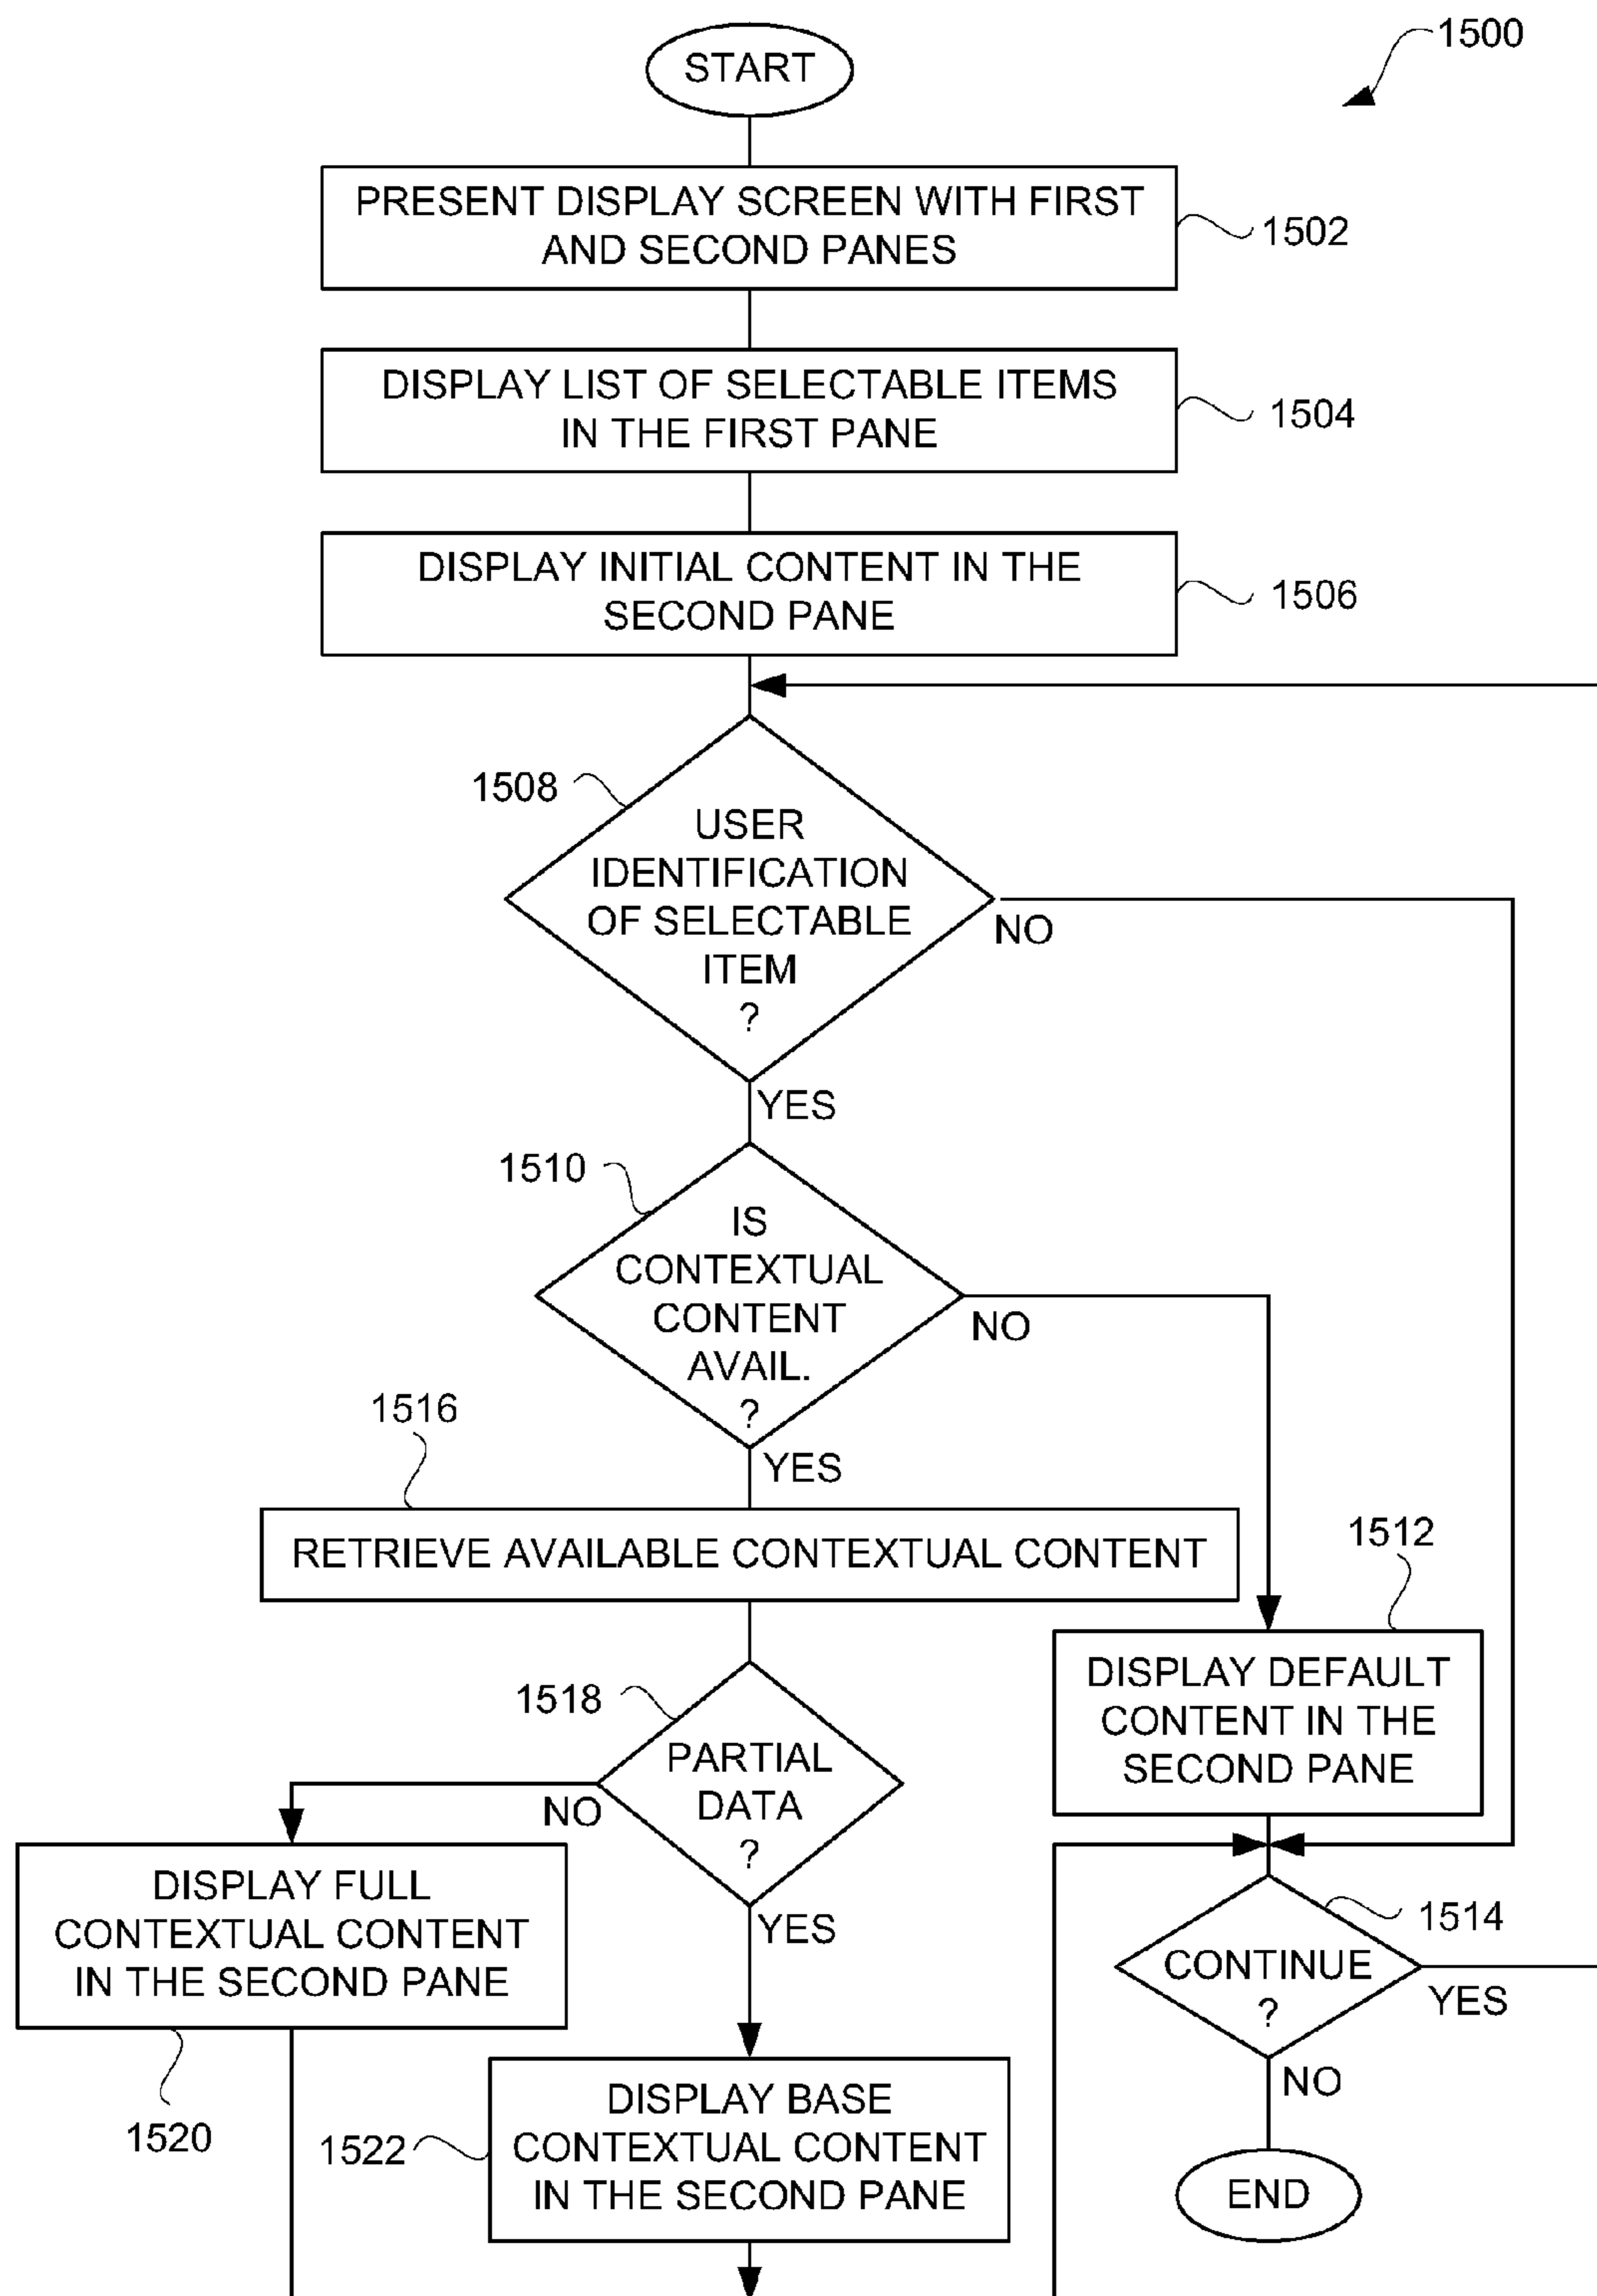 1500
START
PRESENT DISPLAY SCREEN WITH FIRST
AND SECOND PANES
1502
DISPLAY LIST OF SELECTABLE ITEMS
IN THE FIRST PANE
1504
DISPLAY INITIAL CONTENT IN THE
SECOND PANE
1506
1508
USER
IDENTIFICATION
OF SELECTABLE
ITEM
?
NO
YES
1510
IS
CONTEXTUAL
CONTENT
AVAIL.
?
NO
YES
1516
RETRIEVE AVAILABLE CONTEXTUAL CONTENT
1512
DISPLAY DEFAULT
CONTENT IN THE
SECOND PANE
1518
PARTIAL
DATA
?
NO
YES
DISPLAY FULL
CONTEXTUAL CONTENT
IN THE SECOND PANE
1520
1514
CONTINUE
?
YES
NO
DISPLAY BASE
CONTEXTUAL CONTENT
IN THE SECOND PANE
1522
END